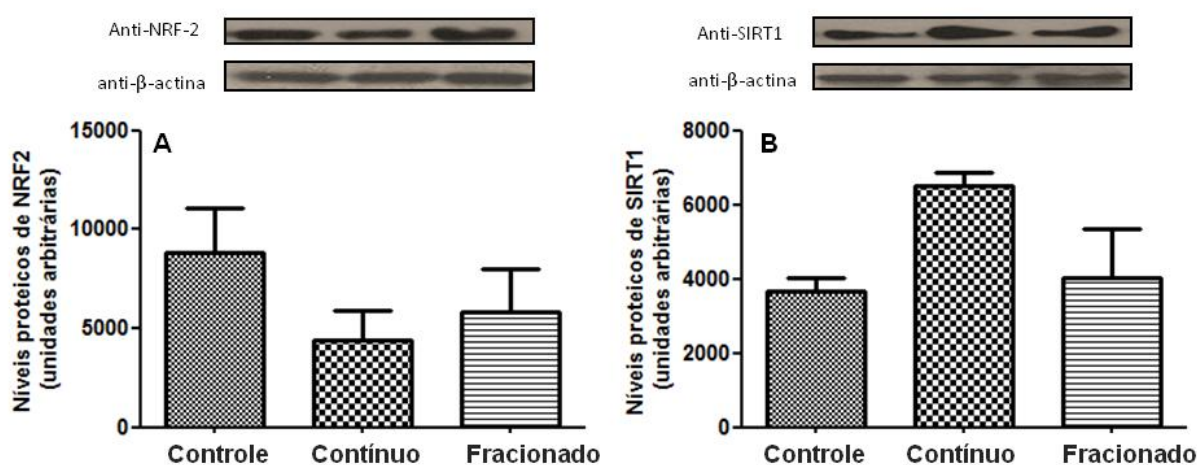 Anti-NRF-2
anti-β-actina
A
Níveis proteicos de NRF2
(unidades arbitrárias)
15000
10000
5000
0
Controle Contínuo Fracionado
Anti-SIRT1
anti-β-actina
B
Níveis proteicos de SIRT1
(unidades arbitrárias)
8000
6000
4000
2000
0
Controle Contínuo Fracionado